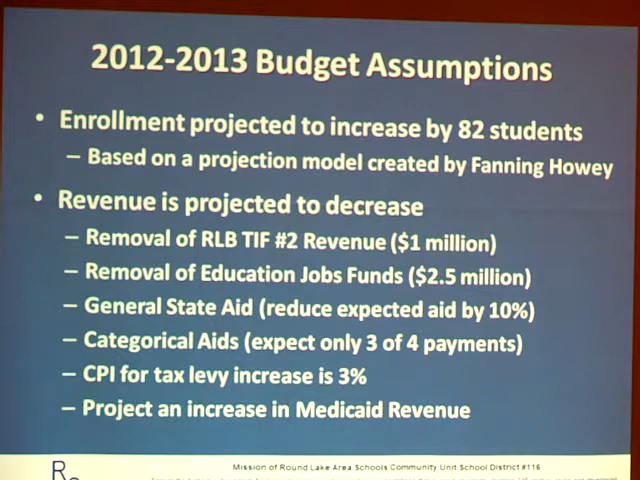 2012-2013 Budget Assumptions
• Enrollment projected to increase by 82 students
– Based on a projection model created by Fanning Howey
• Revenue is projected to decrease
– Removal of RLB TIF #2 Revenue ($1 million)
– Removal of Education Jobs Funds ($2.5 million)
– General State Aid (reduce expected aid by 10%)
– Categorical Aids (expect only 3 of 4 payments)
– CPI for tax levy increase is 3%
– Project an increase in Medicaid Revenue
Mission of Round Lake Area Schools Community Unit School District #116
R